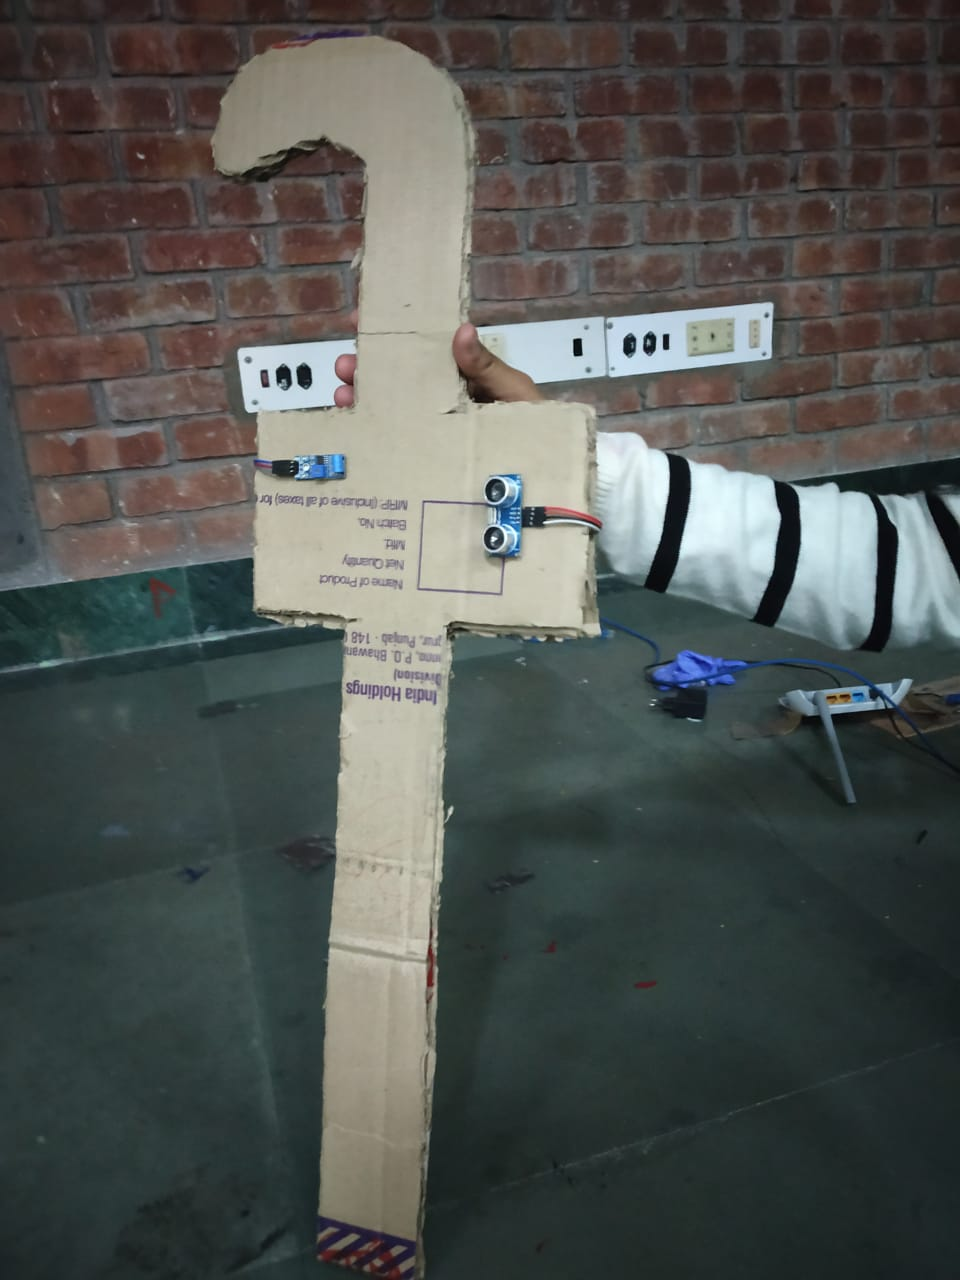 Name of Product
Net Quantity
Mfd.
Batch No.
MRP (Inclusive of all taxes) for
India Holdings
Division)
P.O. Bhawani
Punjab - 148